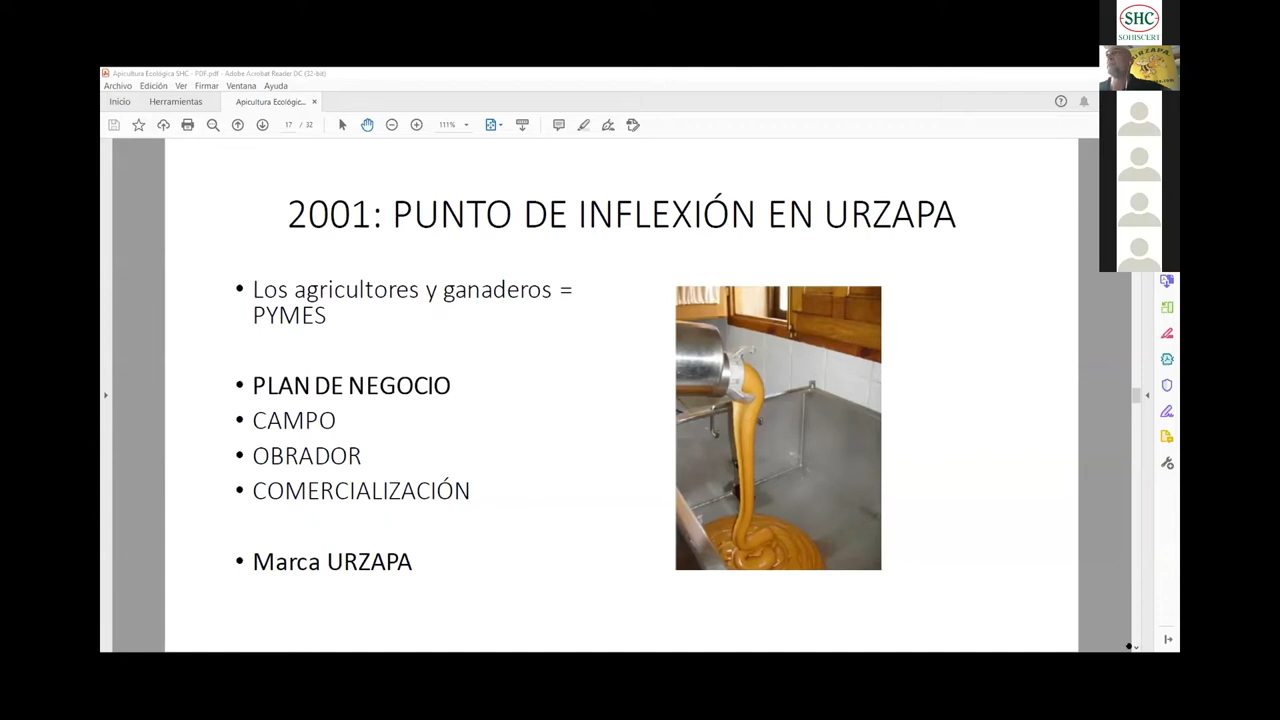 SHC
SOHISCERT
URZAPA
Apicultura Ecológica SHC - PDF.pdf - Adobe Acrobat Reader DC (32-bit)
Archivo Edición Ver Firmar Ventana Ayuda
Inicio Herramientas Apicultura Ecológic... ×
17 / 32 111%
2001: PUNTO DE INFLEXIÓN EN URZAPA
• Los agricultores y ganaderos =
PYMES
• PLAN DE NEGOCIO
• CAMPO
• OBRADOR
• COMERCIALIZACIÓN
• Marca URZAPA